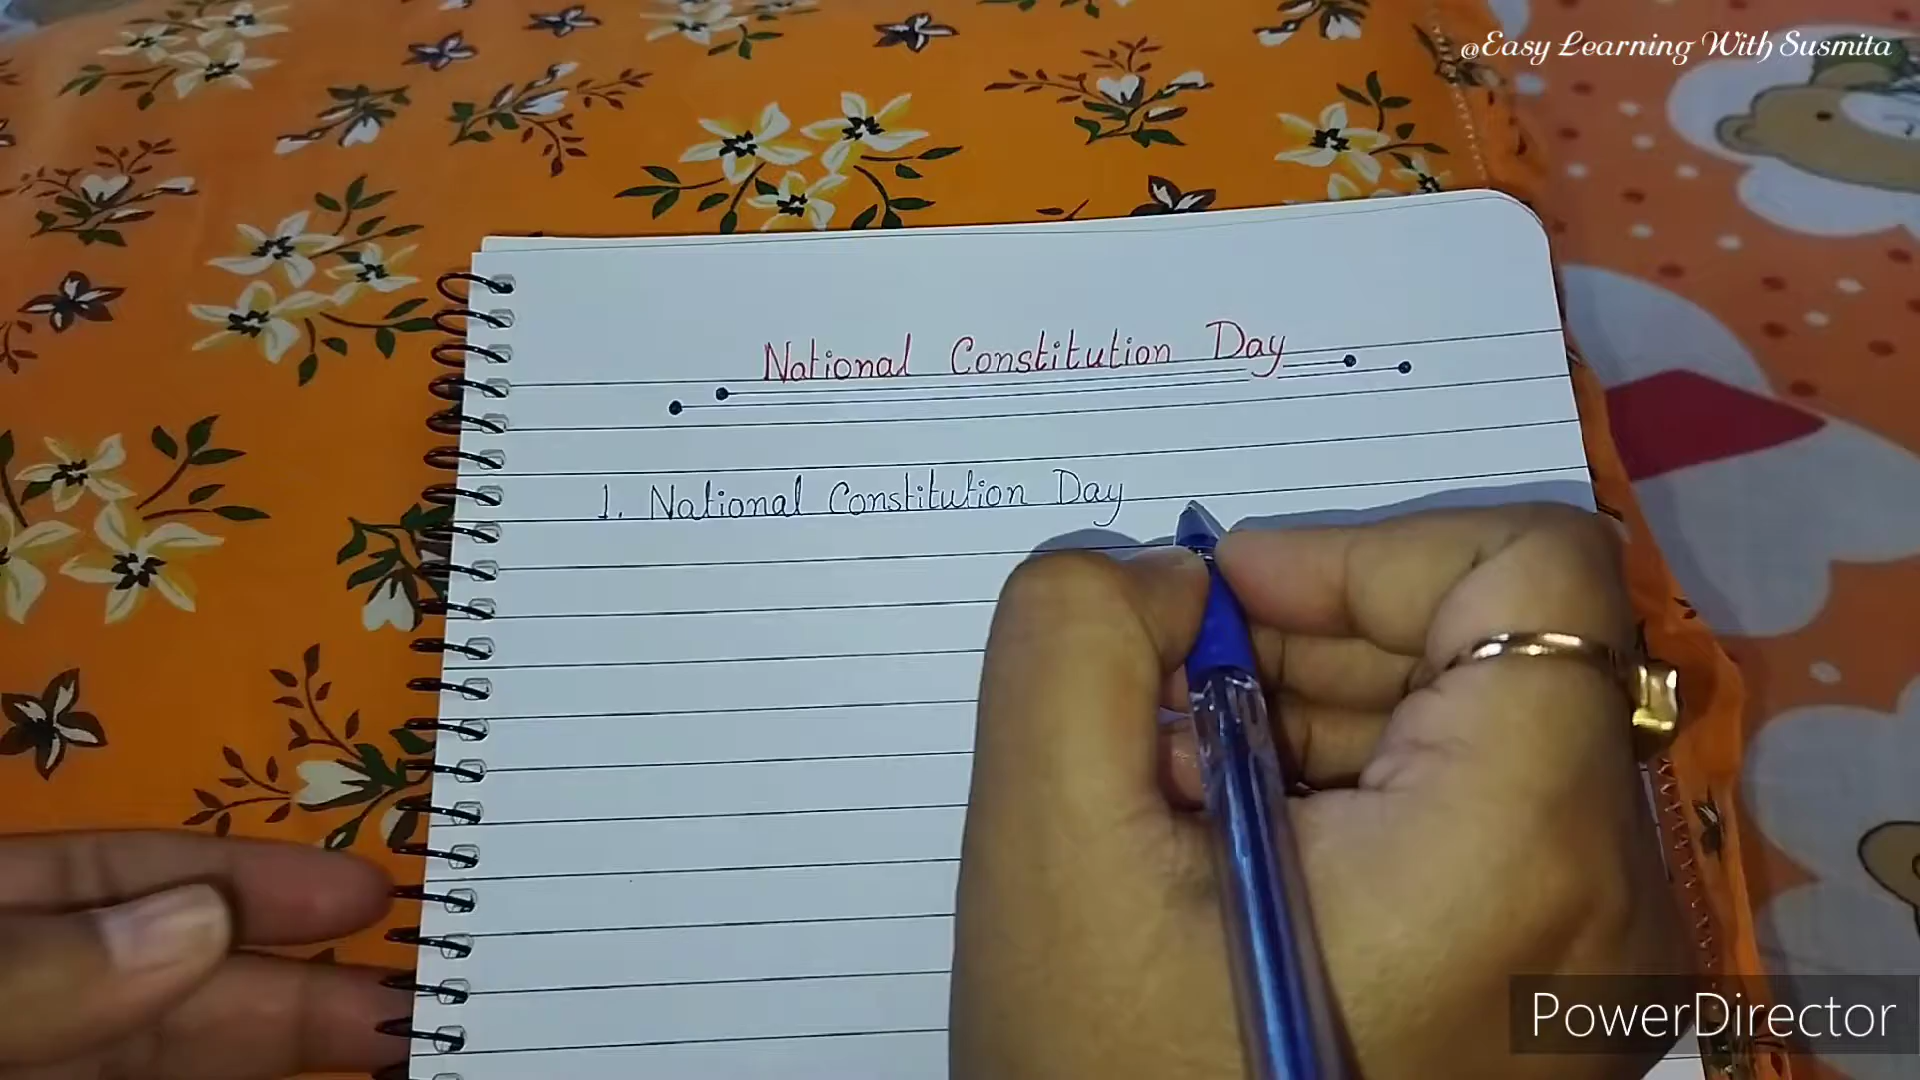 @Easy Learning With Susmita
National Constitution Day
1. National Constitution Day
PowerDirector